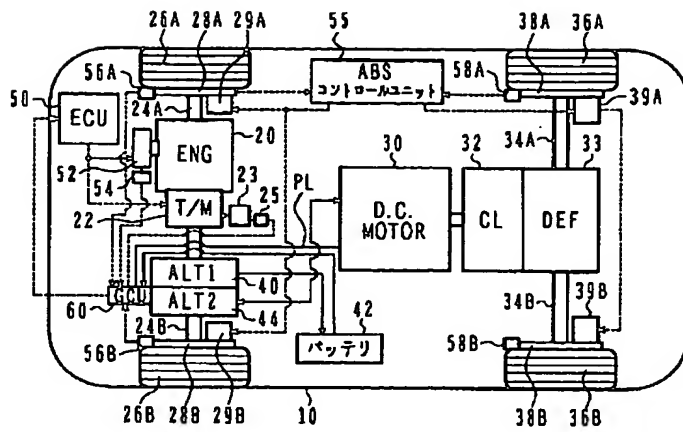 26A 28A 29A 55 38A 36A
56A ABS コントロールユニット 58A
50 24A 39A
ECU 20 30 32 34A 33
52 ENG 23 PL
54 25
22 T/M D.C. MOTOR CL DEF
ALT1 40 34B 39B
GCU ALT2
60 24B 44 42
56B バッテリ 58B
26B 28B 29B 10 38B 36B